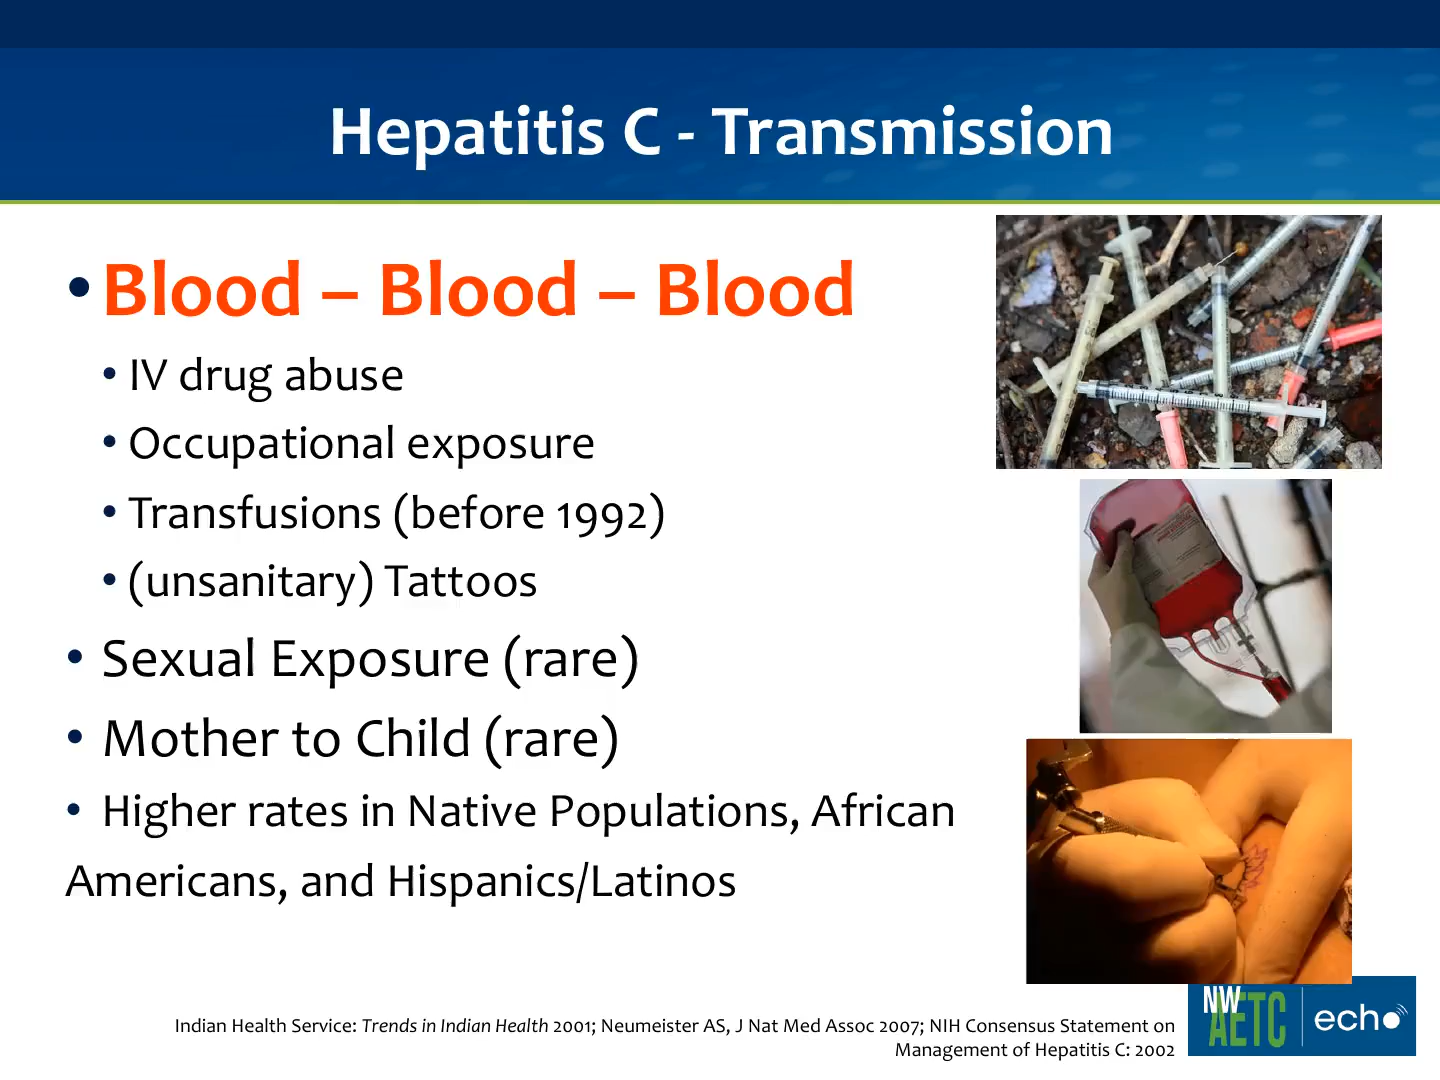 Hepatitis C - Transmission
• Blood – Blood – Blood
• IV drug abuse
• Occupational exposure
• Transfusions (before 1992)
• (unsanitary) Tattoos
• Sexual Exposure (rare)
• Mother to Child (rare)
• Higher rates in Native Populations, African
Americans, and Hispanics/Latinos
Indian Health Service: Trends in Indian Health 2001; Neumeister AS, J Nat Med Assoc 2007; NIH Consensus Statement on
Management of Hepatitis C: 2002
NW
AETC
echo